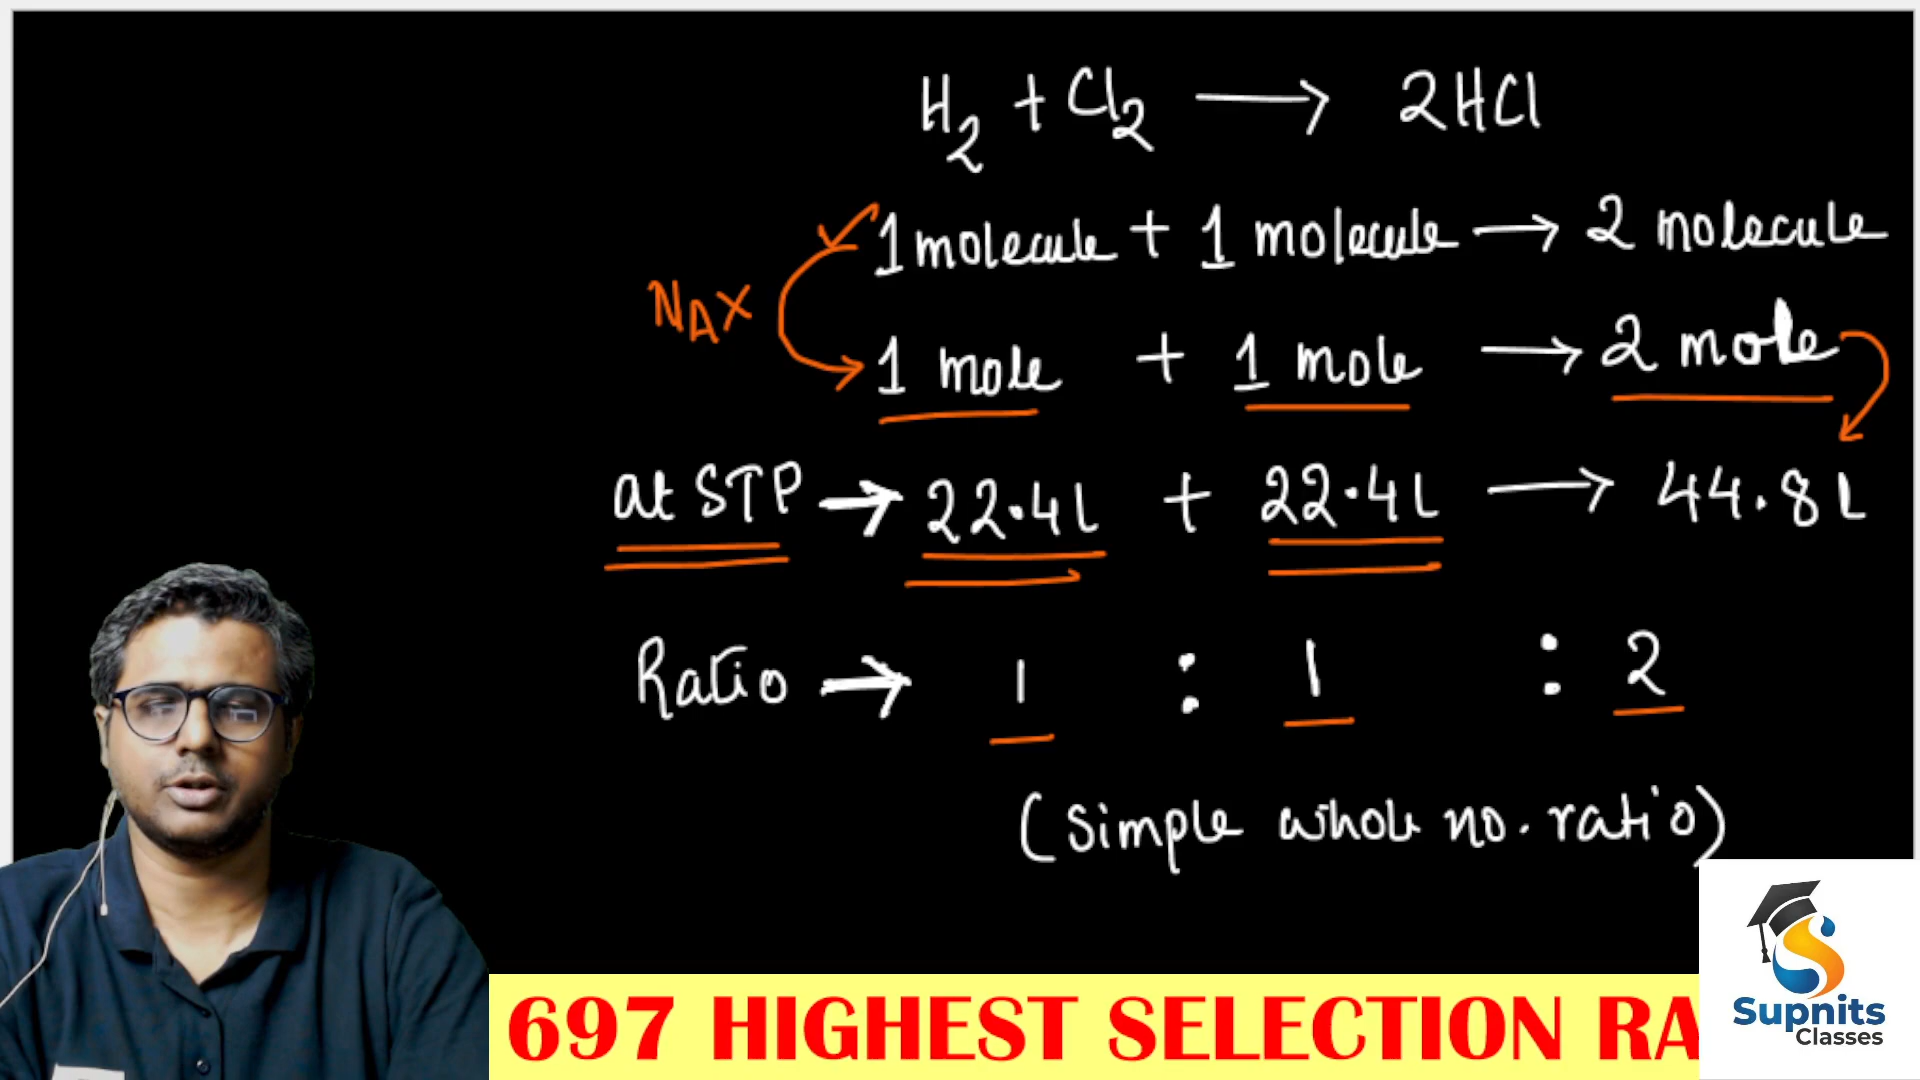 H₂ + Cl₂ → 2HCl
1 molecule + 1 molecule → 2 molecule
NA×
1 mole + 1 mole → 2 mole
at STP → 22.4L + 22.4L → 44.8L
Ratio → 1 : 1 : 2
(simple whole no. ratio)
697 HIGHEST SELECTION RA
Supnits
Classes